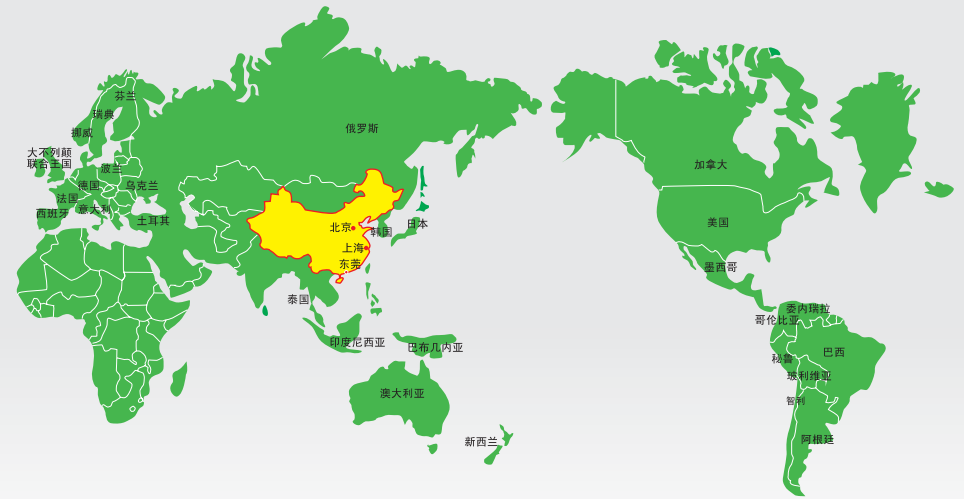 芬兰
瑞典
挪威
俄罗斯
大不列颠
联合王国
波兰
德国
乌克兰
法国
意大利
西班牙
土耳其
北京
韩国
日本
上海
东莞
泰国
印度尼西亚
巴布几内亚
澳大利亚
新西兰
加拿大
美国
墨西哥
委内瑞拉
哥伦比亚
巴西
秘鲁
玻利维亚
智利
阿根廷